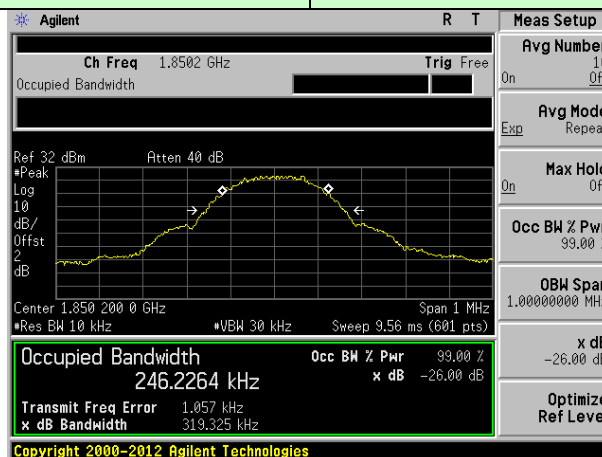 Agilent R T Meas Setup
Ch Freq 1.8502 GHz Trig Free
Occupied Bandwidth
Avg Number
On
Avg Mode
Exp
Max Hold
On
Occ BW % Pwr
99.00
OBW Span
1.00000000 MHz
x dB
-26.00 dB
Optimize
Ref Level
Ref 32 dBm Atten 40 dB
#Peak
Log
10
dB/
Offst
2
dB
Center 1.850 200 0 GHz Span 1 MHz
#Res BW 10 kHz #VBW 30 kHz Sweep 9.56 ms (601 pts)
Occupied Bandwidth Occ BW % Pwr 99.00 %
246.2264 kHz x dB -26.00 dB
Transmit Freq Error 1.057 kHz
x dB Bandwidth 319.325 kHz
Copyright 2000-2012 Agilent Technologies